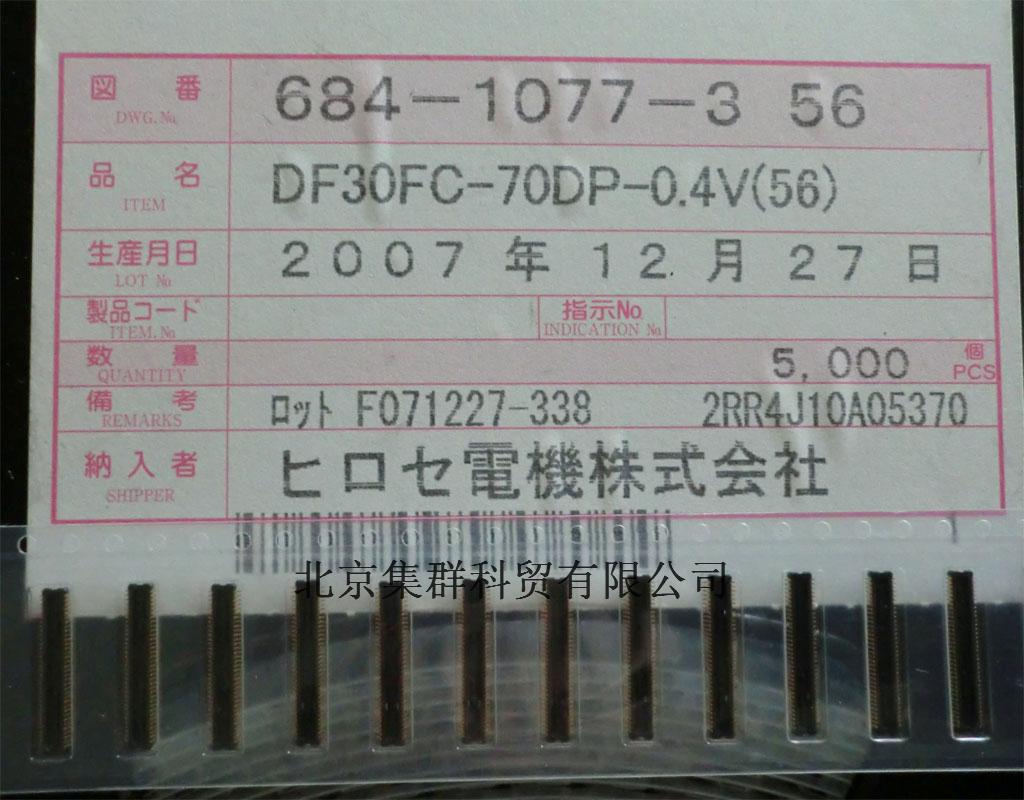 図 番 684-1077-3 56
DWG.No
品 名 DF30FC-70DP-0.4V(56)
ITEM
生産月日 2007 年 12.月 27 日
LOT No
製品コード 指示No
ITEM.No INDICATION No
数 量 5,000 個
QUANTITY PCS
備 考 ロット F071227-338 2RR4J10A05370
REMARKS
納入者 ヒロセ電機株式会社
SHIPPER
北京集群科贸有限公司